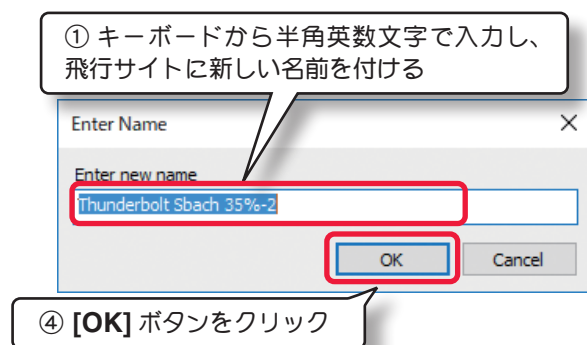 ① キーボードから半角英数文字で入力し、
飛行サイトに新しい名前を付ける
Enter Name
Enter new name
Thunderbolt Sbach 35%-2
OK Cancel
④ [OK] ボタンをクリック